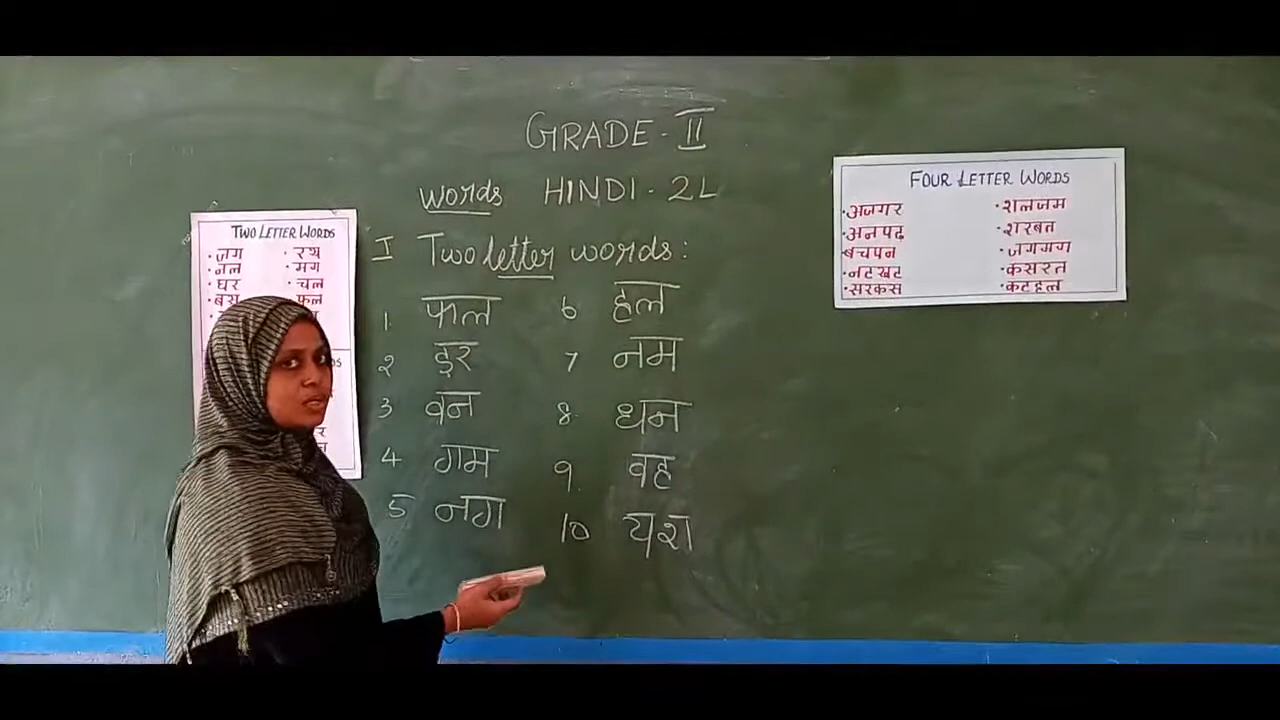 GRADE - II
words HINDI - 2L
I Two letter words:
1. फल
2 ड़र
3 वन
4 गम
5 नग
6 हल
7 नम
8. धन
9. वह
10 यश
TWO LETTER WORDS
• जग • रथ
• नल • मग
• घर • चल
• बस • फल
FOUR LETTER WORDS
• अजगर • शलजम
• अनपढ़ • शरबत
• बचपन • जगमग
• नटखट • कसरत
• सरकस • कटहल